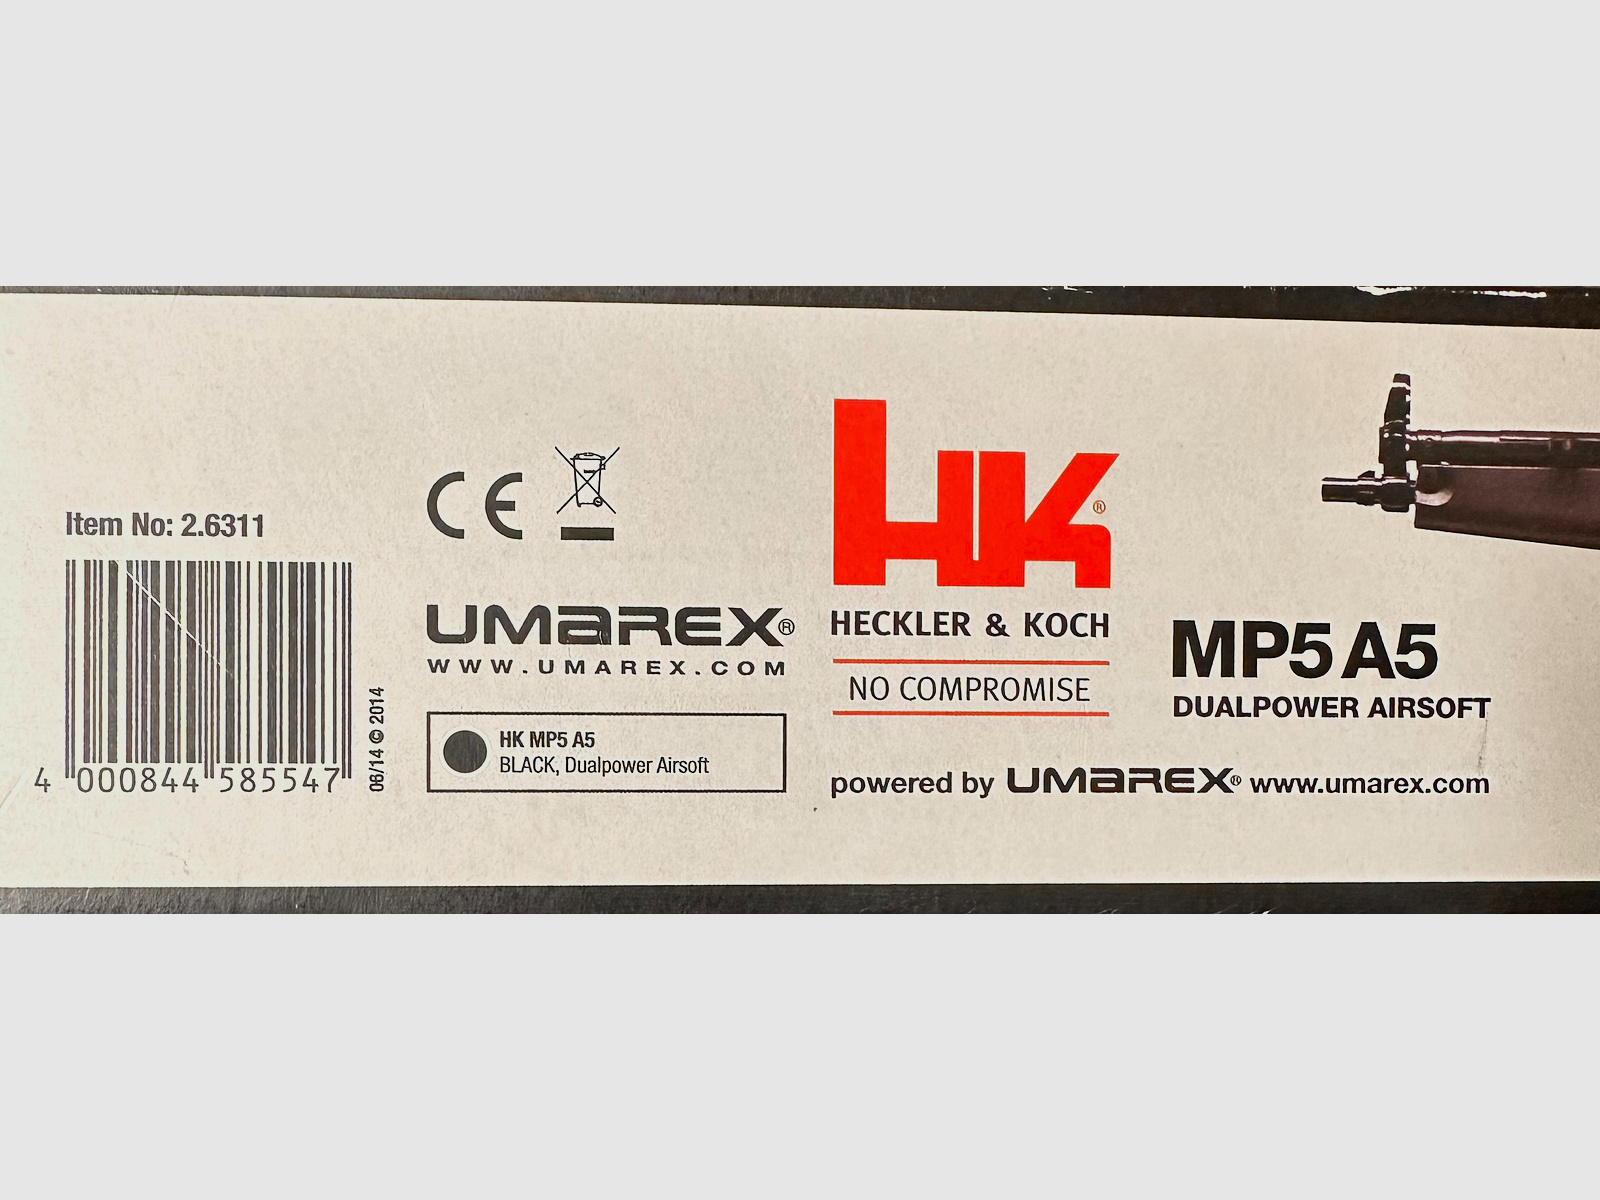 Item No: 2.6311
4 000844 585547
06/14 © 2014
CE
UMAREX®
WWW.UMAREX.COM
HK MP5 A5
BLACK, Dualpower Airsoft
HK®
HECKLER & KOCH
NO COMPROMISE
MP5 A5
DUALPOWER AIRSOFT
powered by UMAREX® www.umarex.com